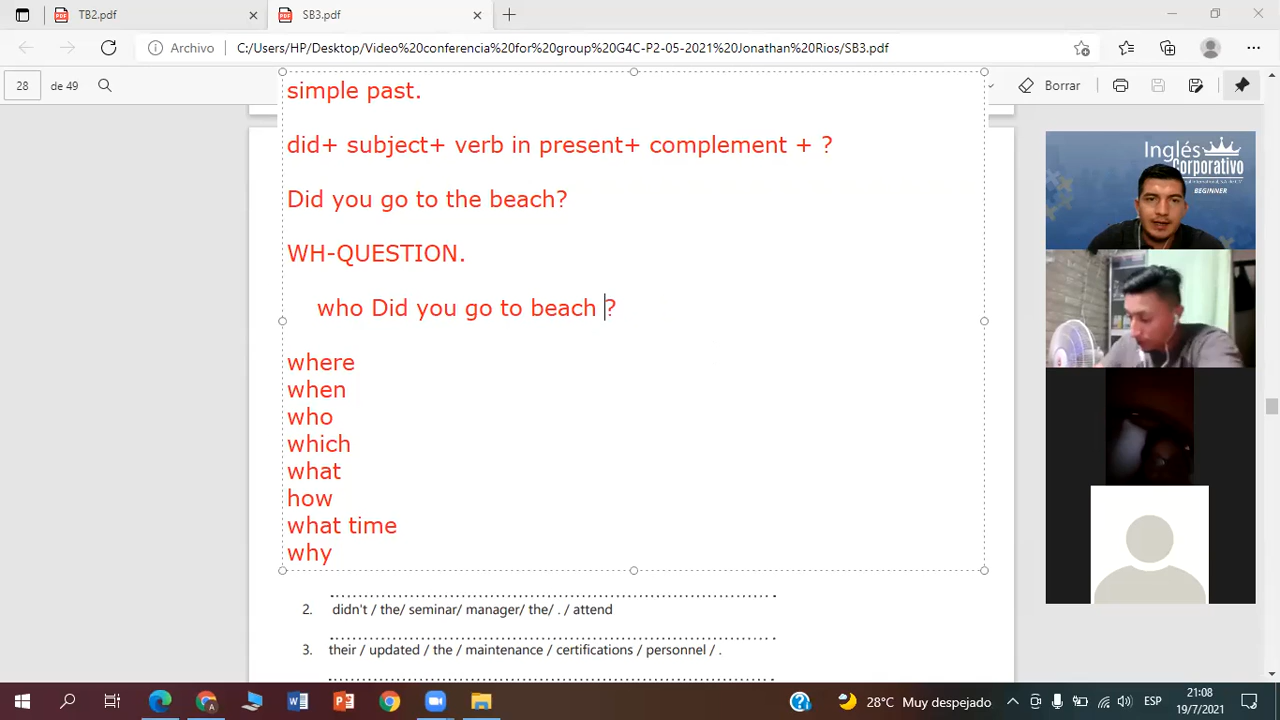 TB2.pdf
SB3.pdf
Archivo
C:/Users/HP/Desktop/Video%20conferencia%20for%20group%20G4C-P2-05-2021%20Jonathan%20Rios/SB3.pdf
28 de 49
Borrar
simple past.
did+ subject+ verb in present+ complement + ?
Did you go to the beach?
WH-QUESTION.
who Did you go to beach ?
where
when
who
which
what
how
what time
why
2. didn't / the/ seminar/ manager/ the/ . / attend
3. their / updated / the / maintenance / certifications / personnel / .
Inglés
Corporativo
BEGINNER
28°C Muy despejado
ESP
21:08
19/7/2021